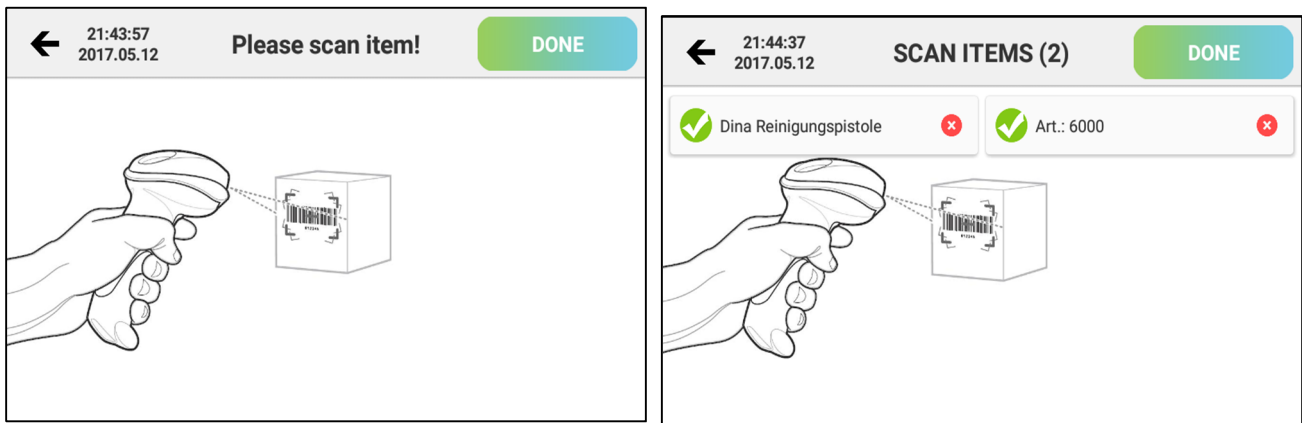 21:43:57
2017.05.12
Please scan item!
DONE
21:44:37
2017.05.12
SCAN ITEMS (2)
DONE
Dina Reinigungspistole
Art.: 6000